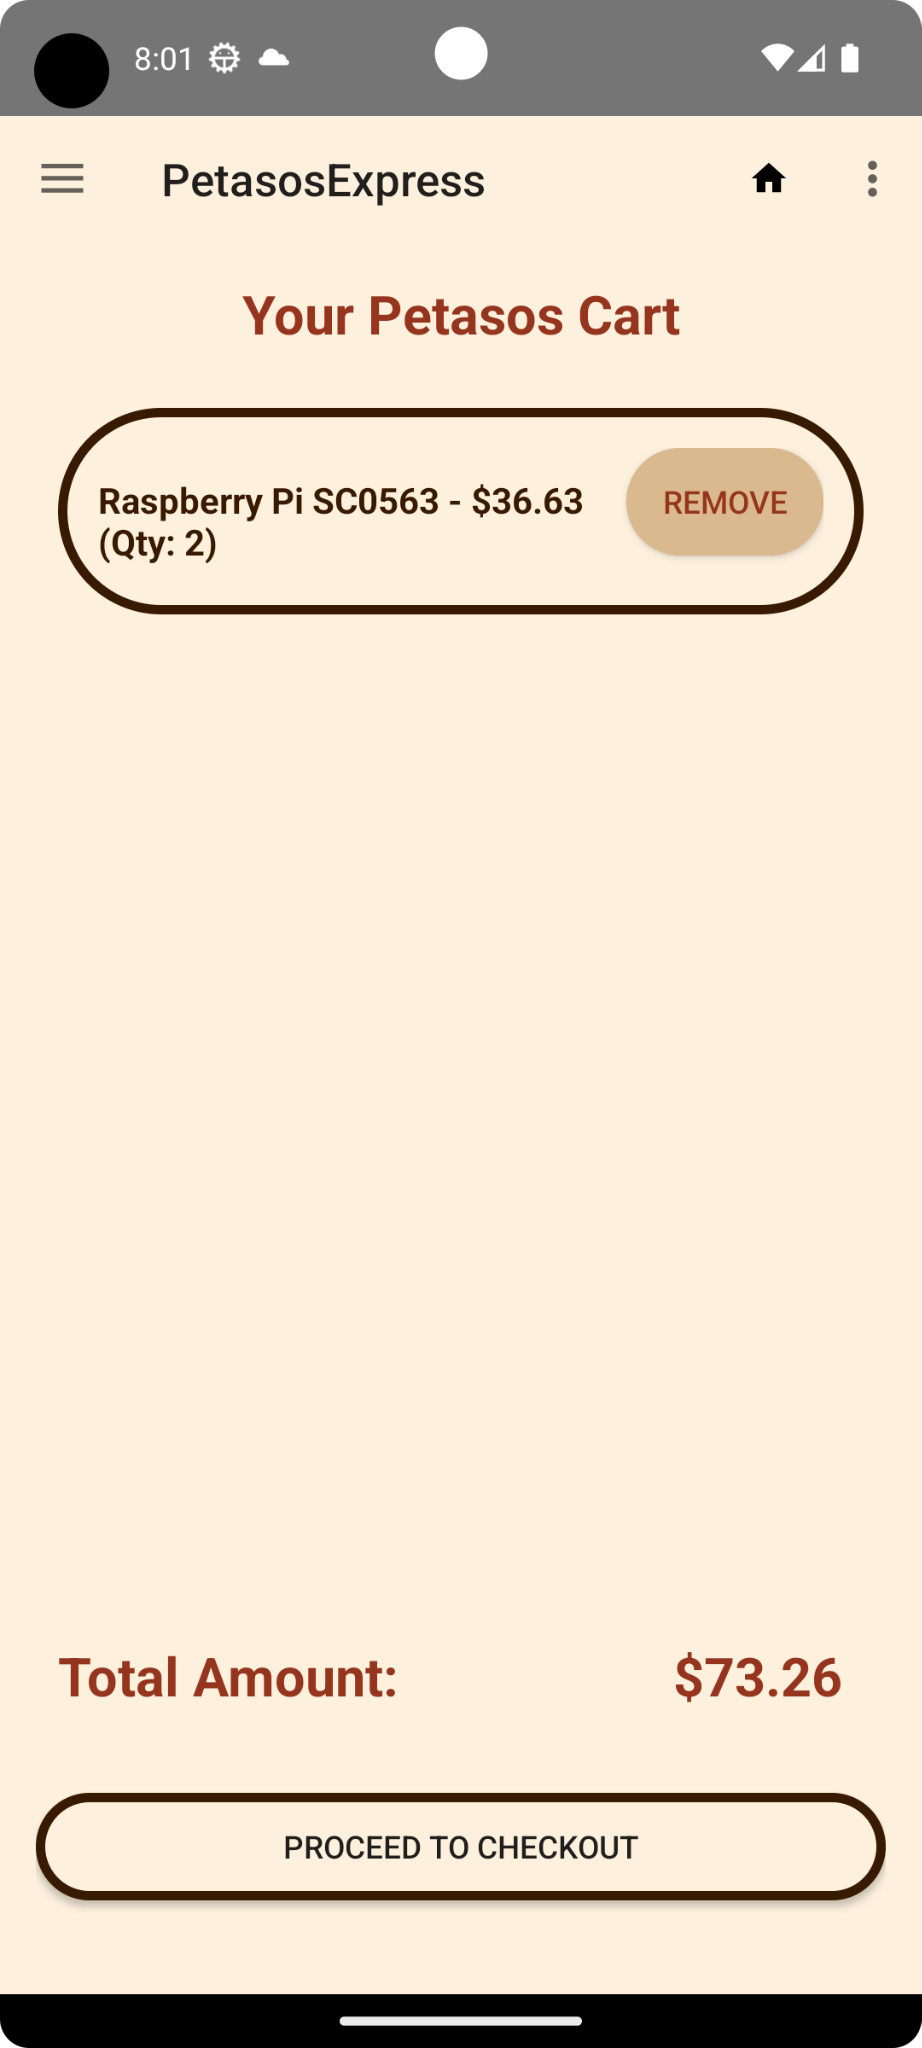 8:01
PetasosExpress
Your Petasos Cart
Raspberry Pi SC0563 - $36.63
(Qty: 2)
REMOVE
Total Amount: $73.26
PROCEED TO CHECKOUT